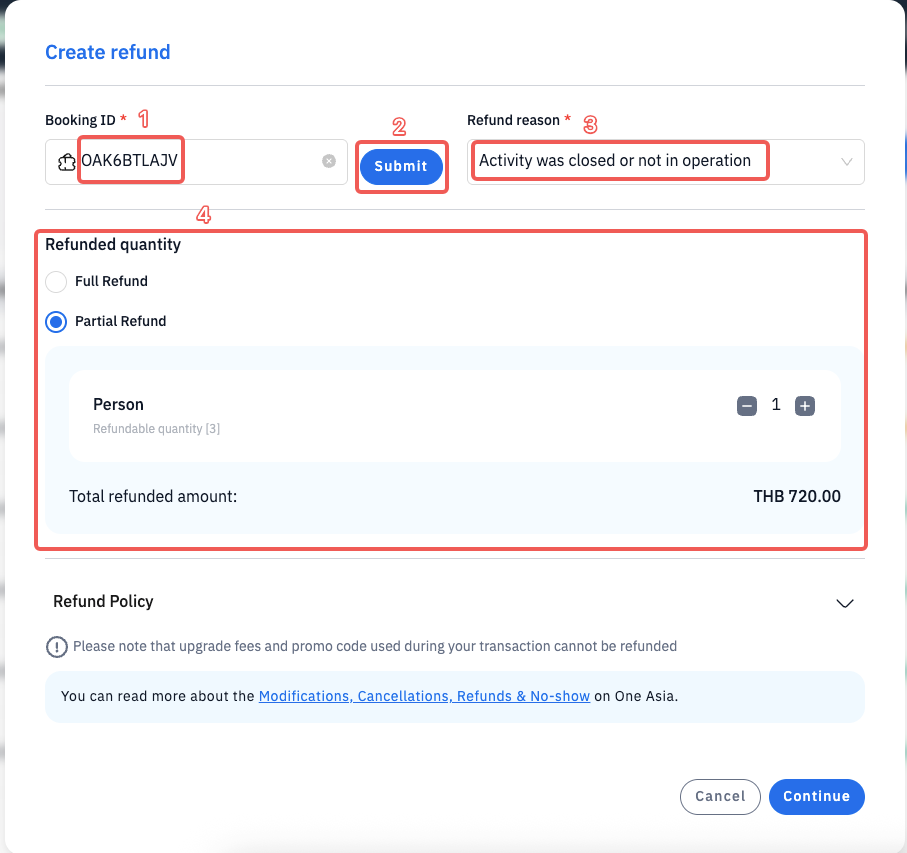 Create refund
Booking ID * 1
2
Refund reason * 3
OAK6BTLAJV
Submit
Activity was closed or not in operation
4
Refunded quantity
Full Refund
Partial Refund
Person
Refundable quantity [3]
1
Total refunded amount:
THB 720.00
Refund Policy
Please note that upgrade fees and promo code used during your transaction cannot be refunded
You can read more about the Modifications, Cancellations, Refunds & No-show on One Asia.
Cancel
Continue